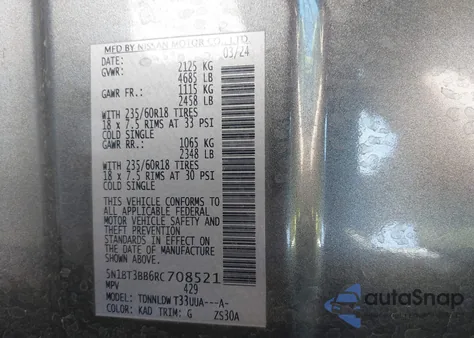 MFD BY NISSAN MOTOR CO., LTD.
DATE: 03/24
GVWR: 2125 KG
4685 LB
GAWR FR.: 1115 KG
2458 LB
WITH 235/60R18 TIRES
18 x 7.5 RIMS AT 33 PSI
COLD SINGLE
GAWR RR.: 1065 KG
2348 LB
WITH 235/60R18 TIRES
18 x 7.5 RIMS AT 30 PSI
COLD SINGLE
THIS VEHICLE CONFORMS TO
ALL APPLICABLE FEDERAL
MOTOR VEHICLE SAFETY AND
THEFT PREVENTION
STANDARDS IN EFFECT ON
THE DATE OF MANUFACTURE
SHOWN ABOVE.
5N1BT3BB6RC708521
MPV 429
MODEL: TDNNLDW T33UUA---A-
COLOR: KAD TRIM: G ZS30A
autoSnap